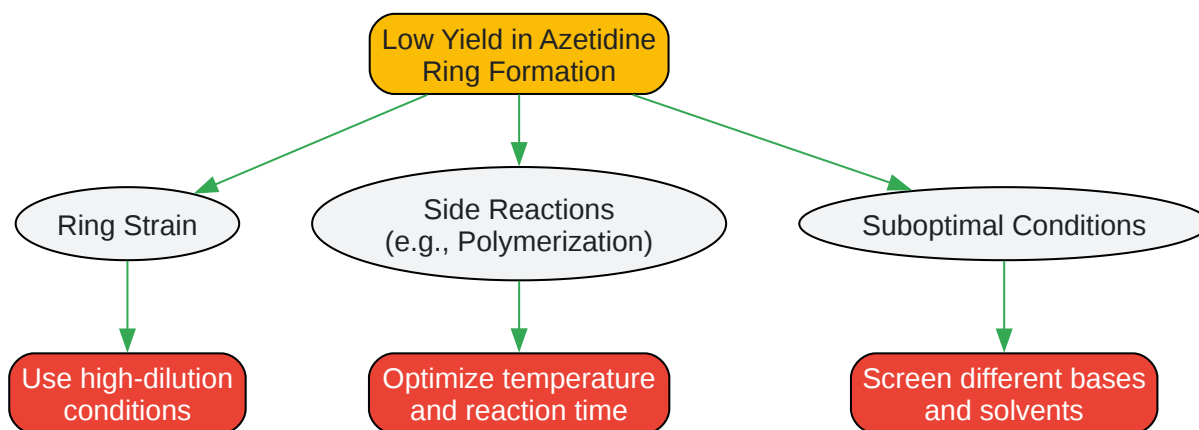 Low Yield in Azetidine
Ring Formation
Ring Strain
Side Reactions
(e.g., Polymerization)
Suboptimal Conditions
Use high-dilution
conditions
Optimize temperature
and reaction time
Screen different bases
and solvents